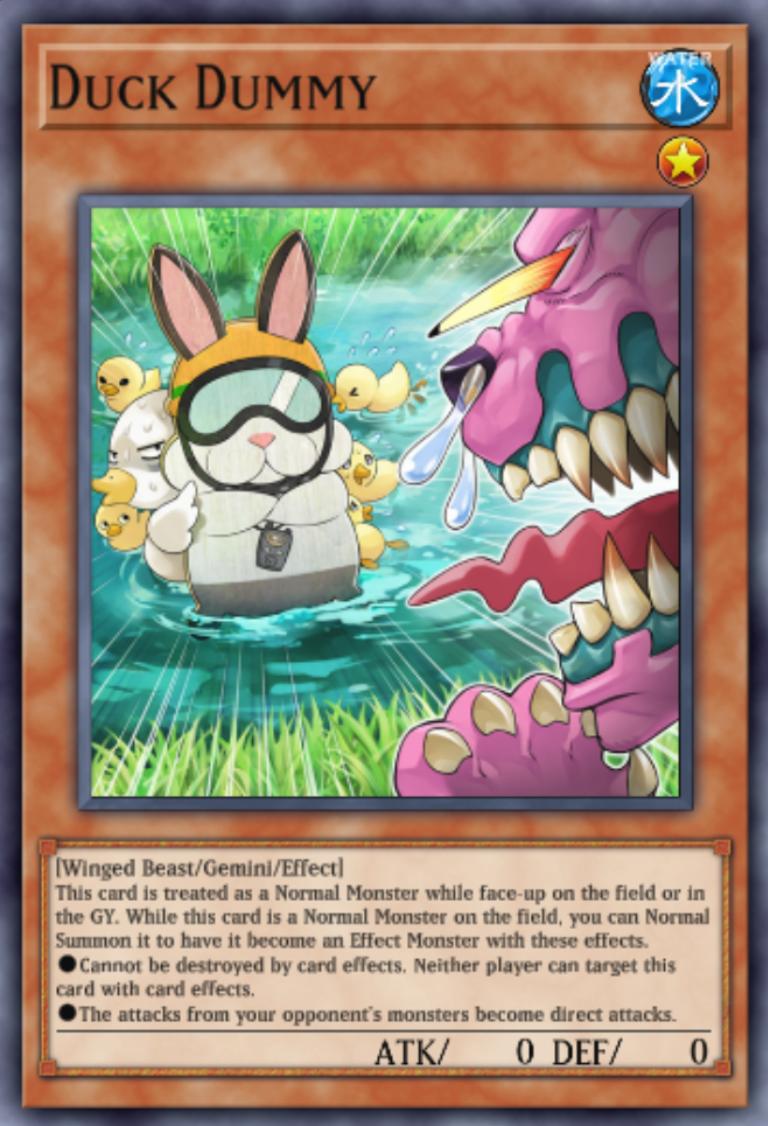 Duck Dummy
WATER
水
[Winged Beast/Gemini/Effect]
This card is treated as a Normal Monster while face-up on the field or in
the GY. While this card is a Normal Monster on the field, you can Normal
Summon it to have it become an Effect Monster with these effects.
●Cannot be destroyed by card effects. Neither player can target this
card with card effects.
●The attacks from your opponent's monsters become direct attacks.
ATK/ 0 DEF/ 0